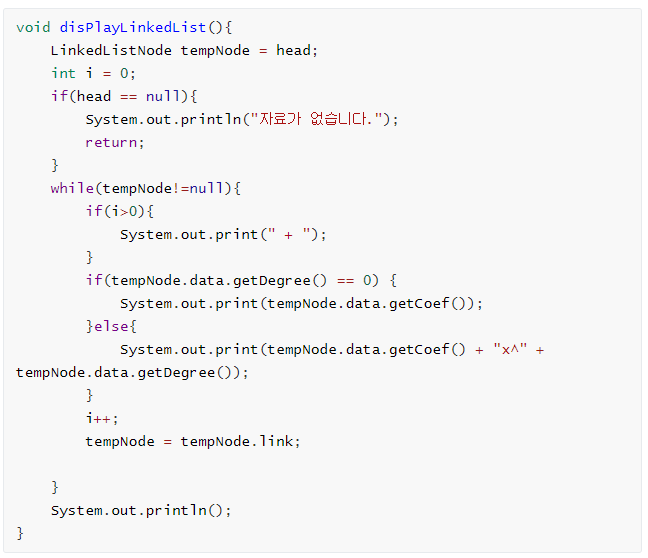 void disPlayLinkedList(){
    LinkedListNode tempNode = head;
    int i = 0;
    if(head == null){
        System.out.println("자료가 없습니다.");
        return;
    }
    while(tempNode!=null){
        if(i>0){
            System.out.print(" + ");
        }
        if(tempNode.data.getDegree() == 0) {
            System.out.print(tempNode.data.getCoef());
        }else{
            System.out.print(tempNode.data.getCoef() + "x^" +
tempNode.data.getDegree());
        }
        i++;
        tempNode = tempNode.link;

    }
    System.out.println();
}